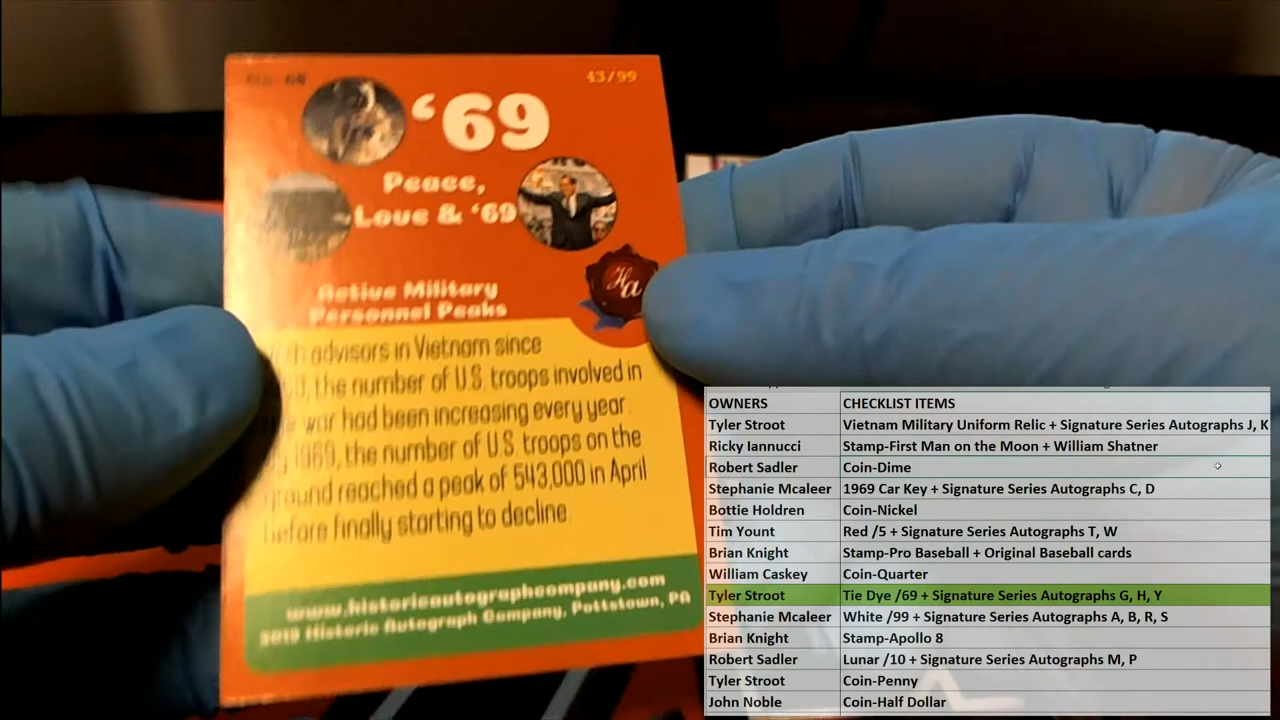 No. 68
43/99
‘69
Peace,
Love & ‘69
Ha
Active Military
Personnel Peaks
advisors in Vietnam since
the number of U.S. troops involved in
war had been increasing every year.
1969, the number of U.S. troops on the
ground reached a peak of 543,000 in April
before finally starting to decline.
www.historicautographcompany.com
2019 Historic Autograph Company, Pottstown, PA
OWNERS CHECKLIST ITEMS
Tyler Stroot Vietnam Military Uniform Relic + Signature Series Autographs J, K
Ricky Iannucci Stamp-First Man on the Moon + William Shatner
Robert Sadler Coin-Dime
Stephanie Mcaleer 1969 Car Key + Signature Series Autographs C, D
Bottie Holdren Coin-Nickel
Tim Yount Red /5 + Signature Series Autographs T, W
Brian Knight Stamp-Pro Baseball + Original Baseball cards
William Caskey Coin-Quarter
Tyler Stroot Tie Dye /69 + Signature Series Autographs G, H, Y
Stephanie Mcaleer White /99 + Signature Series Autographs A, B, R, S
Brian Knight Stamp-Apollo 8
Robert Sadler Lunar /10 + Signature Series Autographs M, P
Tyler Stroot Coin-Penny
John Noble Coin-Half Dollar